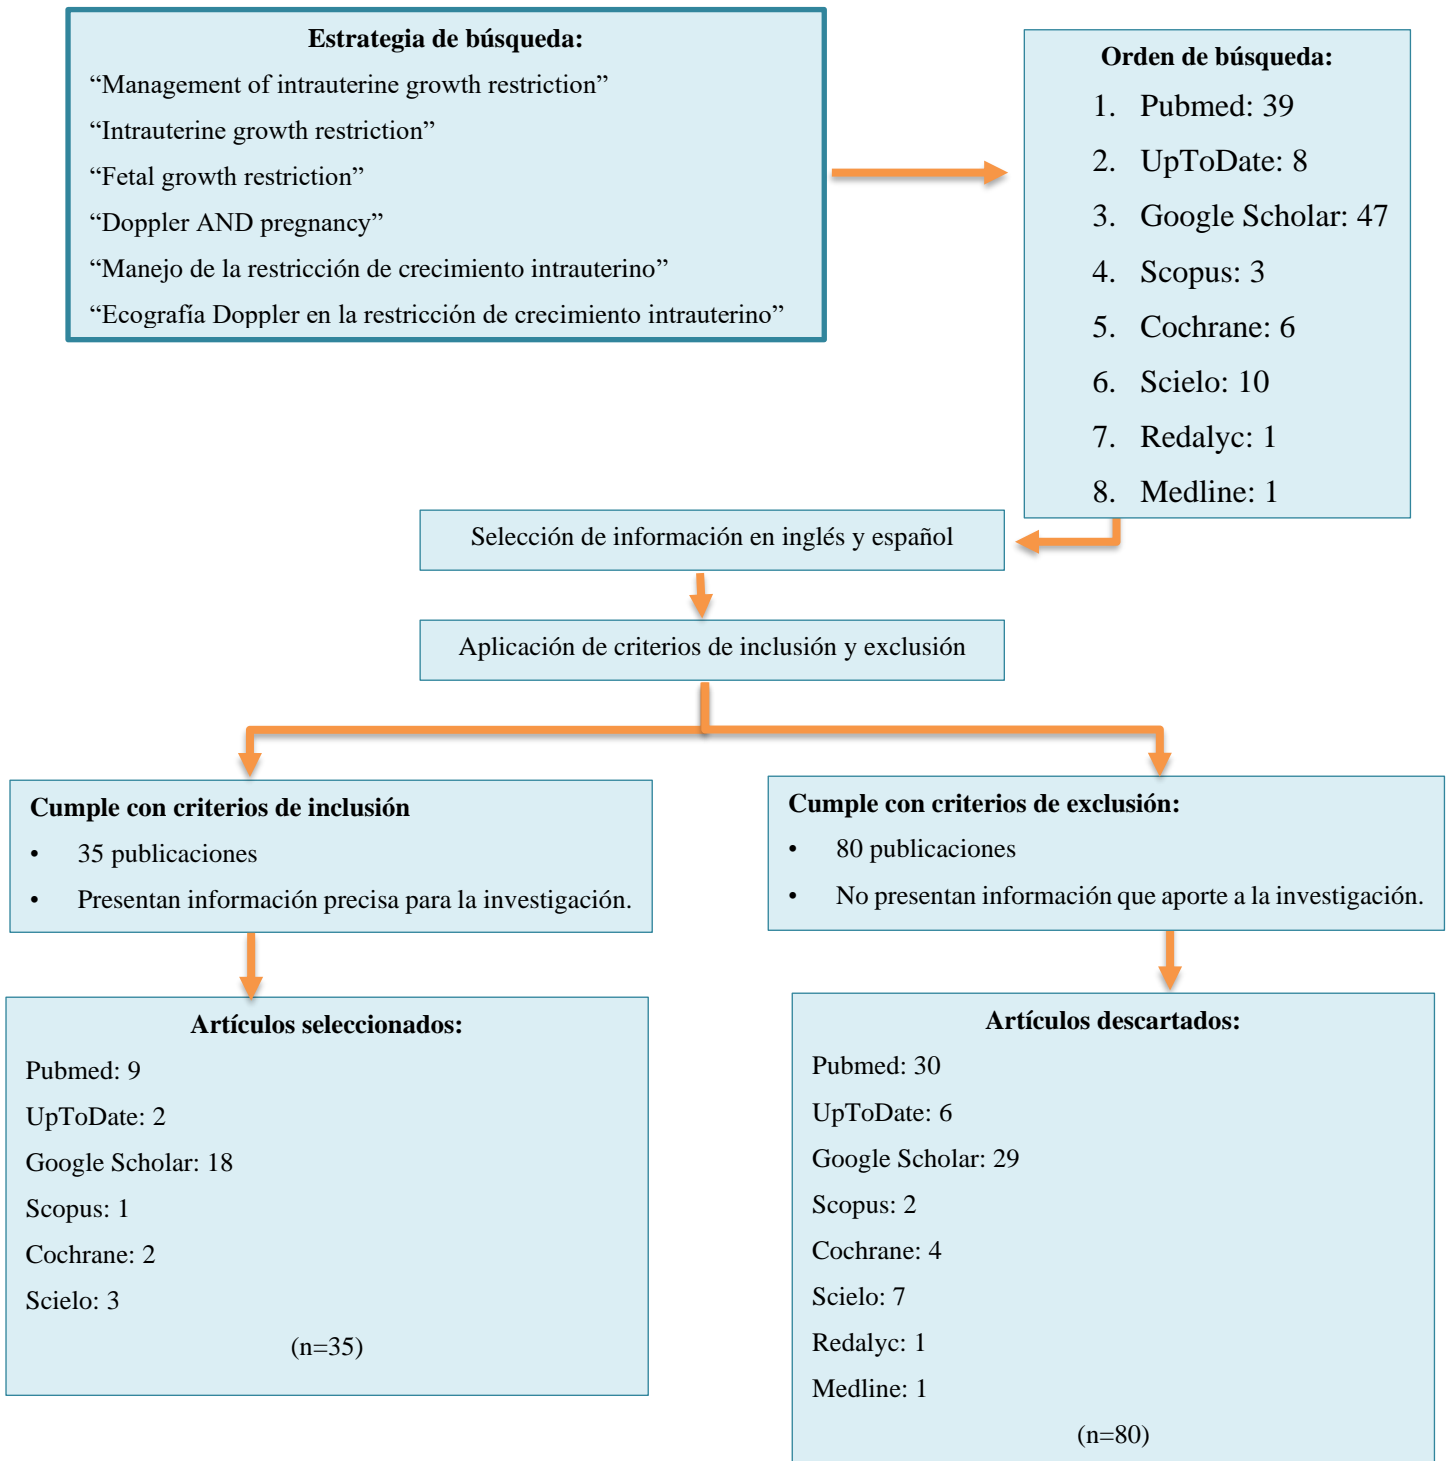 Estrategia de búsqueda:
“Management of intrauterine growth restriction”
“Intrauterine growth restriction”
“Fetal growth restriction”
“Doppler AND pregnancy”
“Manejo de la restricción de crecimiento intrauterino”
“Ecografía Doppler en la restricción de crecimiento intrauterino”
Orden de búsqueda:
1. Pubmed: 39
2. UpToDate: 8
3. Google Scholar: 47
4. Scopus: 3
5. Cochrane: 6
6. Scielo: 10
7. Redalyc: 1
8. Medline: 1
Selección de información en inglés y español
Aplicación de criterios de inclusión y exclusión
Cumple con criterios de inclusión
• 35 publicaciones
• Presentan información precisa para la investigación.
Cumple con criterios de exclusión:
• 80 publicaciones
• No presentan información que aporte a la investigación.
Artículos seleccionados:
Pubmed: 9
UpToDate: 2
Google Scholar: 18
Scopus: 1
Cochrane: 2
Scielo: 3
(n=35)
Artículos descartados:
Pubmed: 30
UpToDate: 6
Google Scholar: 29
Scopus: 2
Cochrane: 4
Scielo: 7
Redalyc: 1
Medline: 1
(n=80)